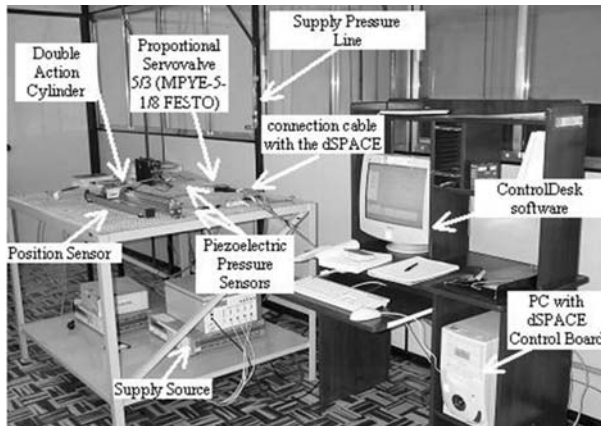 Double
Action
Cylinder
Proportional
Servovalve
5/3 (MPYE-5-
1/8 FESTO)
Supply Pressure
Line
connection cable
with the dSPACE
ControlDesk
software
Position Sensor
Piezoelectric
Pressure
Sensors
PC with
dSPACE
Control Board
Supply Source